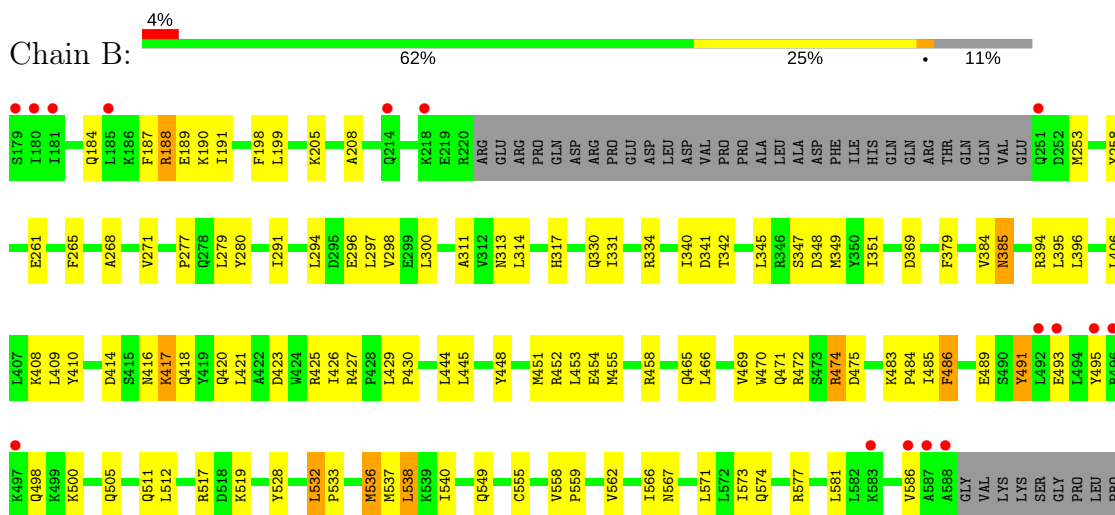 4%
Chain B:
62% 25% • 11%
S179 I180 I181 Q184 L185 K186 F187 R188 E189 K190 I191 F198 L199 K205 A208 Q214 K218 E219 R220 ARG GLU ARG PRO GLN ASP ARG PRO GLU ASP LEU ASP VAL PRO PRO ALA LEU ALA ASP PHE ILE HIS GLN GLN ARG THR GLN GLN VAL GLU Q251 D252 M253
E261 F265 A268 V271 P277 Q278 L279 Y280 I291 L294 D295 E296 L297 V298 E299 L300 A311 V312 N313 L314 H317 Q330 I331 R334 I340 D341 T342 L345 R346 S347 D348 M349 Y350 I351 D369 F379 V384 N385 R394 L395 L396
L407 K408 L409 Y410 D414 S415 N416 K417 Q418 Y419 Q420 L421 A422 D423 W424 R425 I426 R427 P428 L429 P430 L444 L445 Y448 M451 R452 L453 E454 M455 R458 Q465 L466 V469 W470 Q471 R472 S473 R474 D475 K483 P484 I485 F486 E489 S490 Y491 L492 E493 L494 Y495
K497 Q498 K499 K500 Q505 Q511 L512 R517 D518 K519 Y528 L532 P533 M536 M537 L538 K539 I540 Q549 C555 V558 P559 V562 I566 N567 L571 L572 I573 Q574 R577 L581 L582 K583 V586 A587 A588 GLY VAL LYS LYS SER GLY PRO LEU